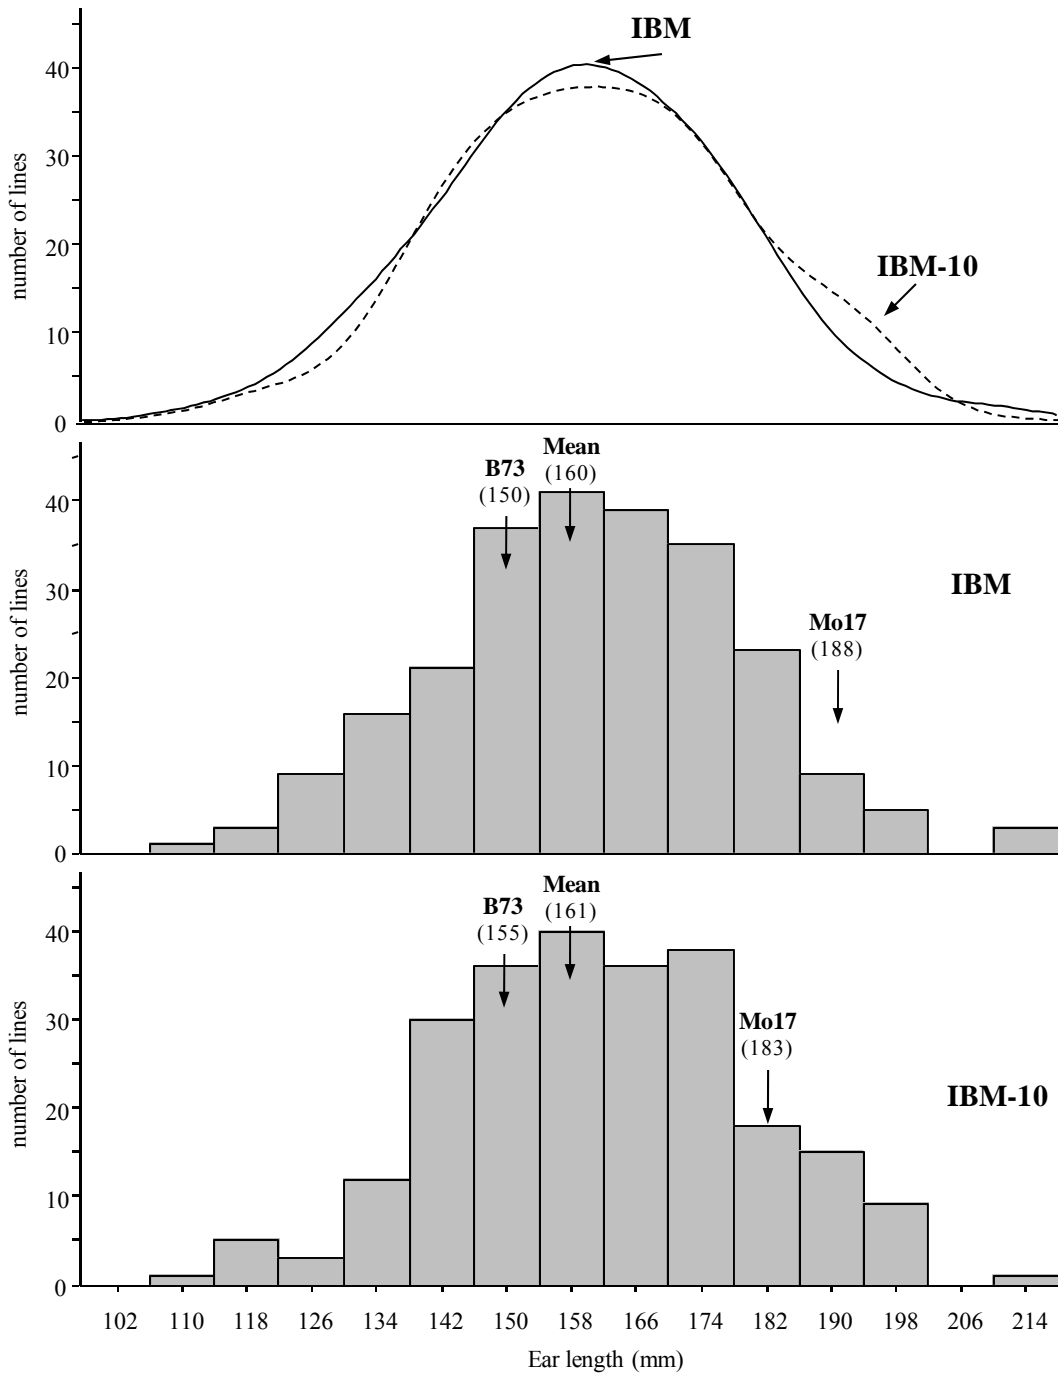 IBM
40
30
number of lines
20
IBM-10
10
0
Mean
B73
(160)
(150)
40
IBM
30
number of lines
Mo17
(188)
20
10
0
Mean
B73
(161)
(155)
40
30
number of lines
Mo17
(183)
IBM-10
20
10
0
102 110 118 126 134 142 150 158 166 174 182 190 198 206 214
Ear length (mm)